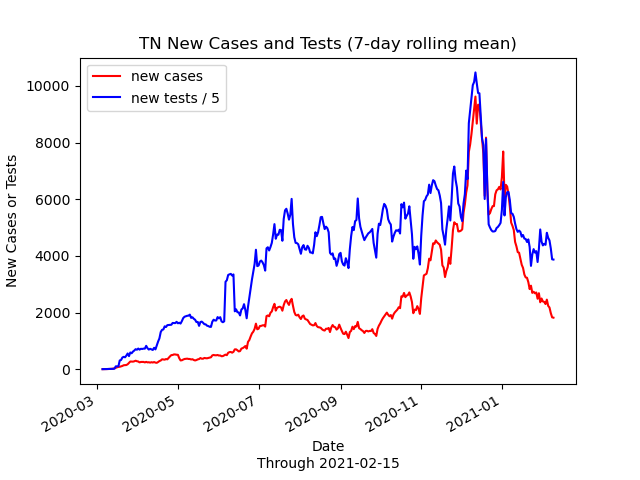 TN New Cases and Tests (7-day rolling mean)
new cases
new tests / 5
New Cases or Tests
10000
8000
6000
4000
2000
0
2020-03
2020-05
2020-07
2020-09
2020-11
2021-01
Date
Through 2021-02-15